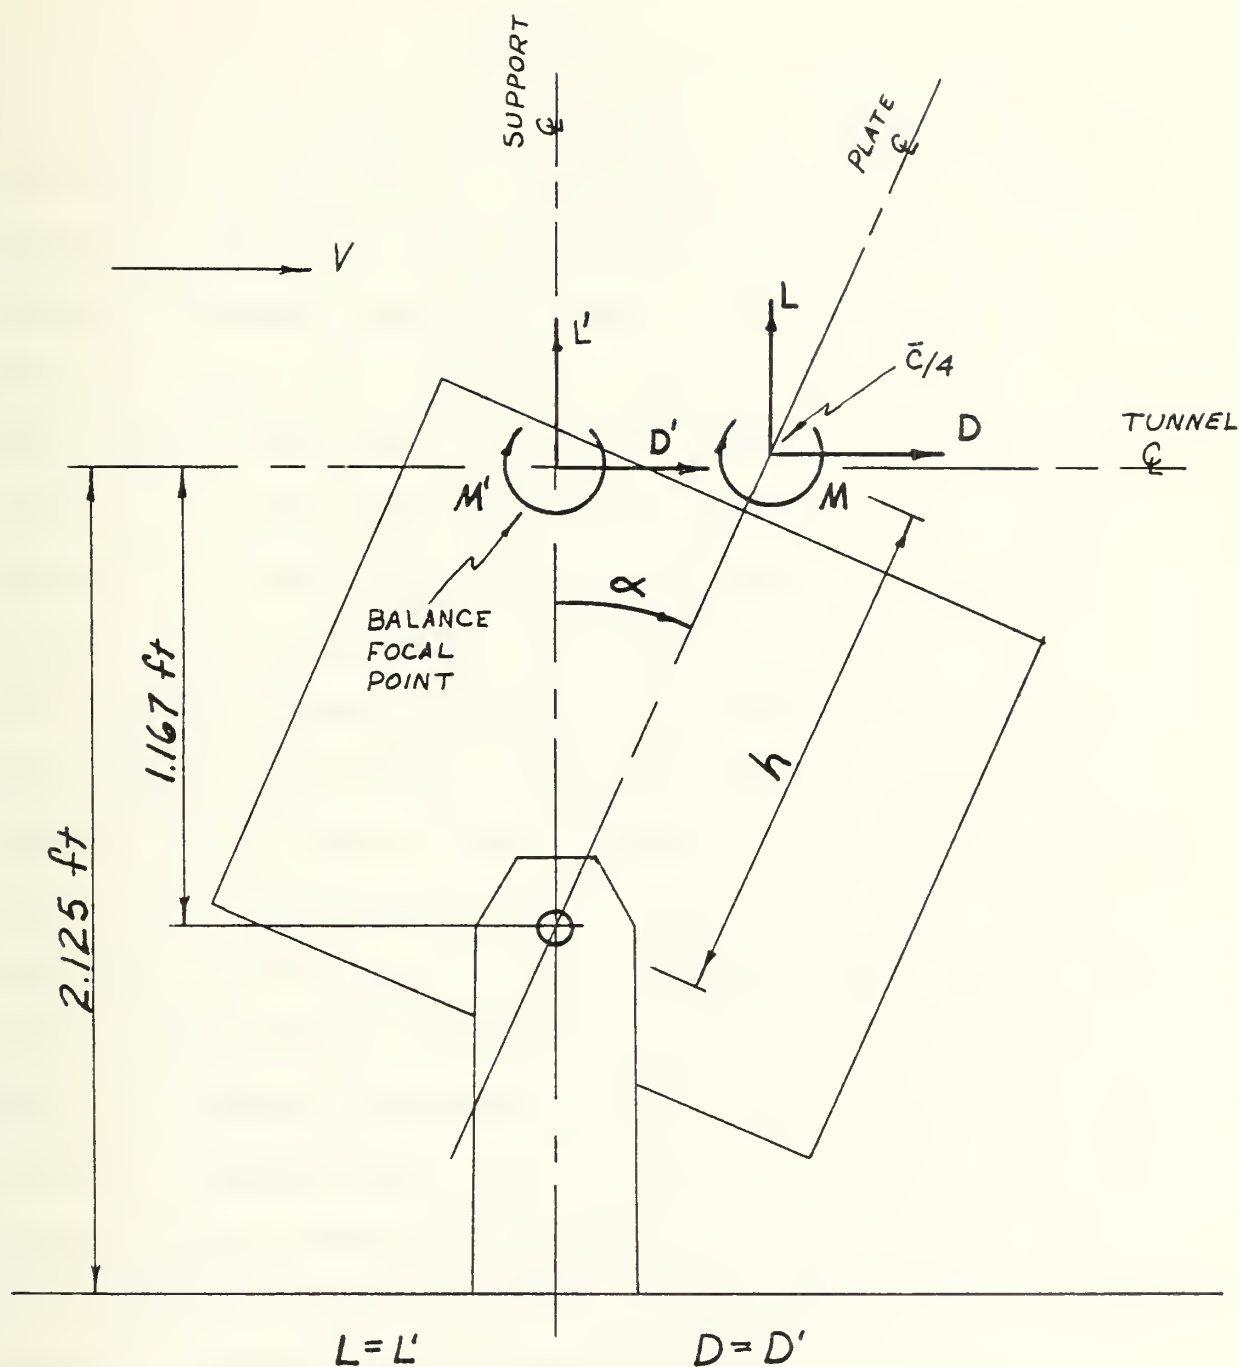 SUPPORT
℄
PLATE
℄
V
L'
L
c̄/4
D'
D
TUNNEL
℄
M'
M
α
BALANCE
FOCAL
POINT
1.167 ft
h
2.125 ft
L = L'
D = D'